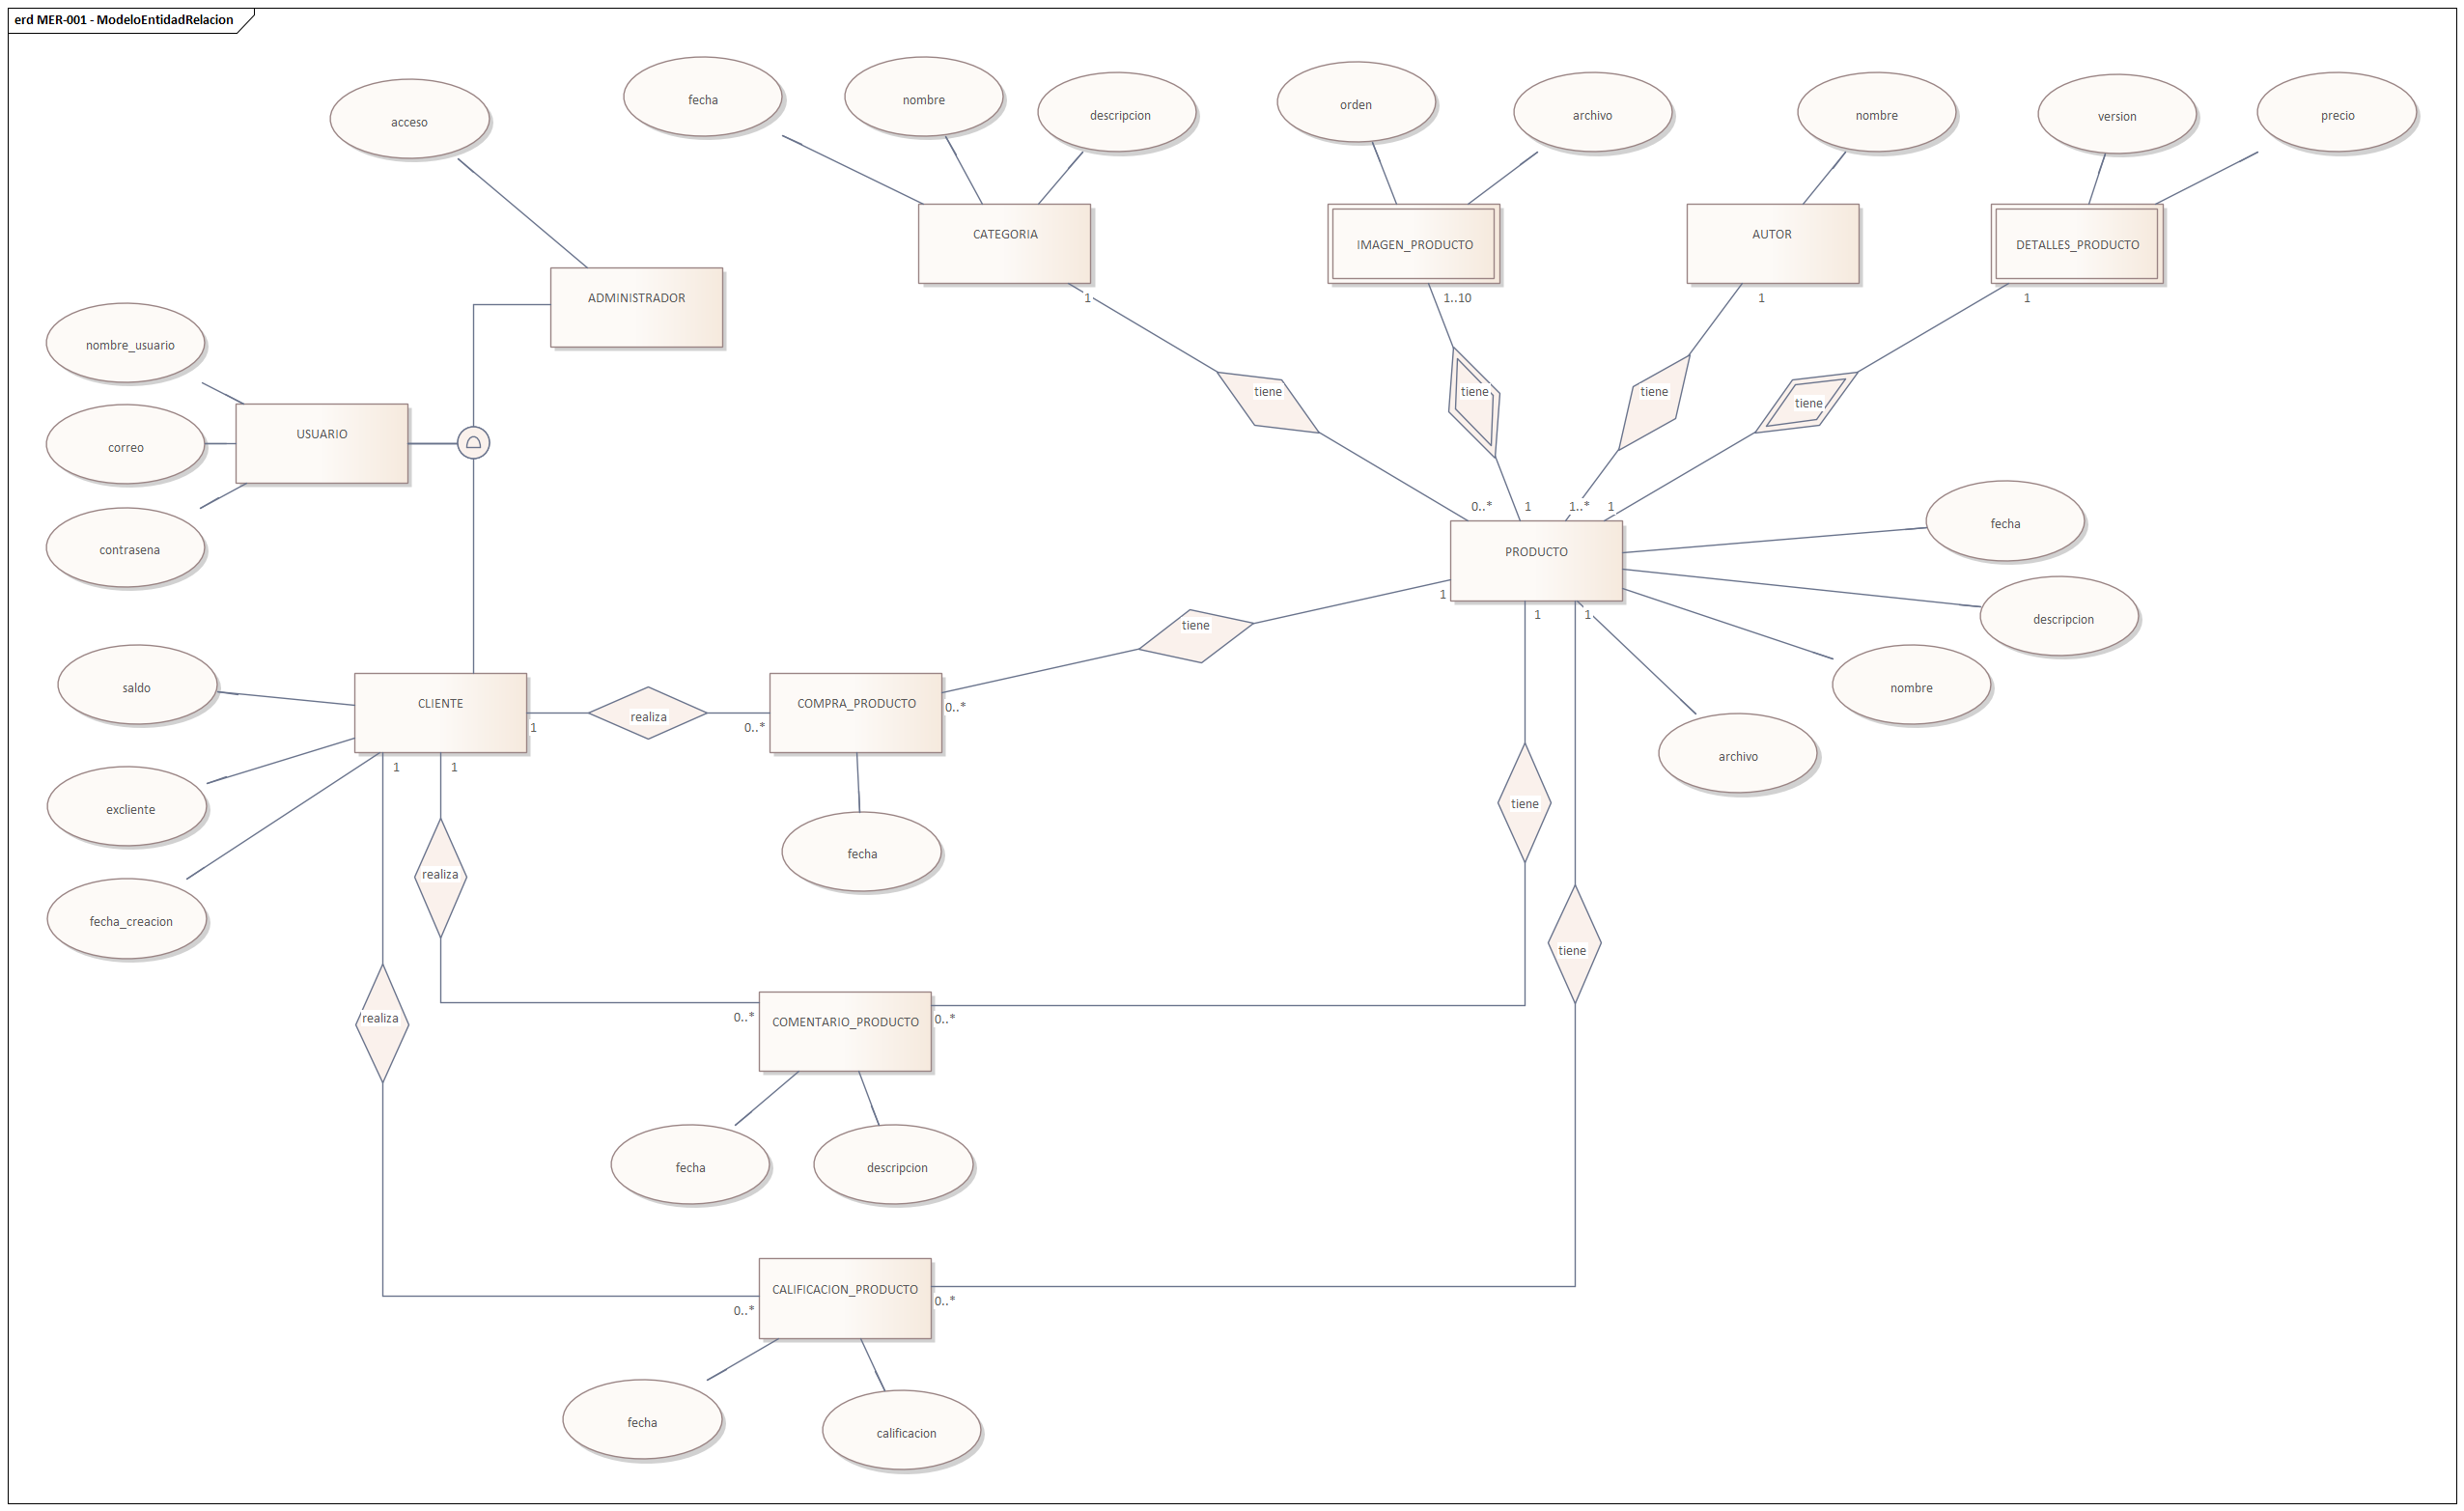 erd MER-001 - ModeloEntidadRelacion
acceso
fecha
nombre
descripcion
orden
archivo
nombre
version
precio
CATEGORIA
IMAGEN_PRODUCTO
AUTOR
DETALLES_PRODUCTO
ADMINISTRADOR
1
1..10
1
1
nombre_usuario
USUARIO
correo
contrasena
tiene
tiene
tiene
tiene
0..*
1
1..*
1
PRODUCTO
fecha
descripcion
nombre
archivo
1
1
1
tiene
saldo
CLIENTE
realiza
COMPRA_PRODUCTO
1
0..*
0..*
excliente
1
1
fecha_creacion
fecha
realiza
tiene
tiene
realiza
COMENTARIO_PRODUCTO
0..*
0..*
fecha
descripcion
CALIFICACION_PRODUCTO
0..*
0..*
fecha
calificacion